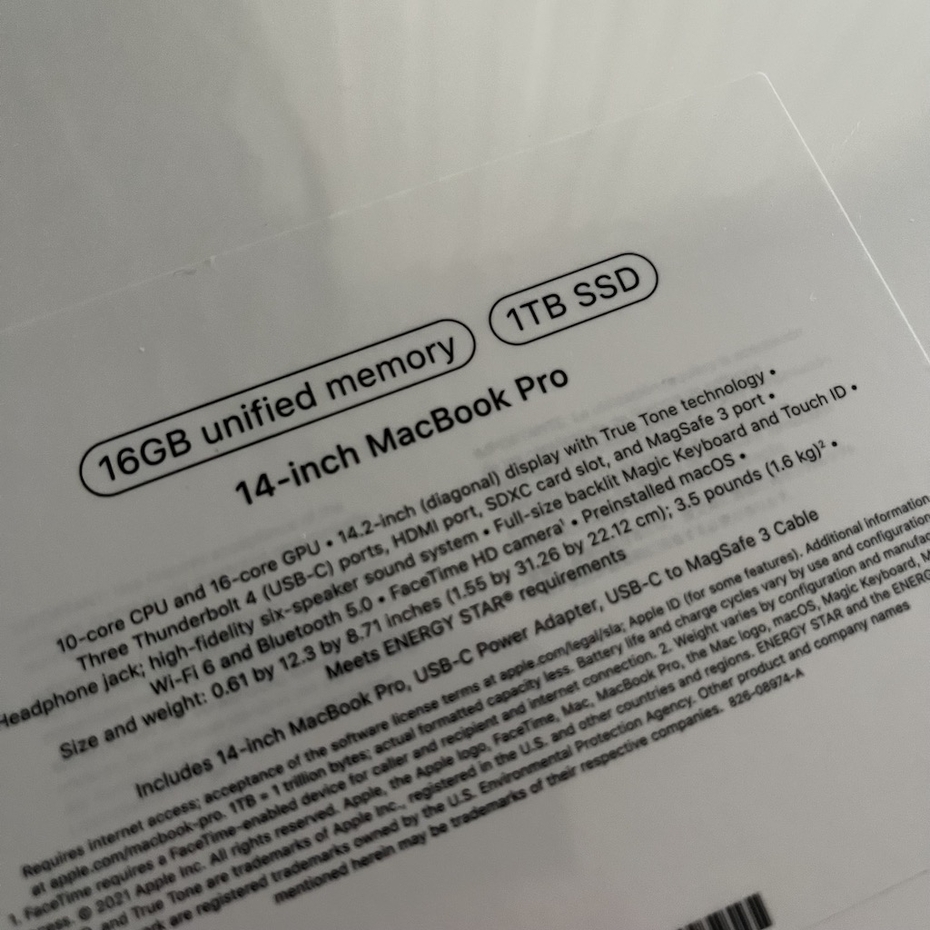 16GB unified memory 1TB SSD
14-inch MacBook Pro
10-core CPU and 16-core GPU • 14.2-inch (diagonal) display with True Tone technology •
Three Thunderbolt 4 (USB-C) ports, HDMI port, SDXC card slot, and MagSafe 3 port •
Headphone jack; high-fidelity six-speaker sound system • Full-size backlit Magic Keyboard and Touch ID •
Wi-Fi 6 and Bluetooth 5.0 • FaceTime HD camera¹ • Preinstalled macOS •
Size and weight: 0.61 by 12.3 by 8.71 inches (1.55 by 31.26 by 22.12 cm); 3.5 pounds (1.6 kg)² •
Meets ENERGY STAR® requirements
Includes 14-inch MacBook Pro, USB-C Power Adapter, USB-C to MagSafe 3 Cable
Requires internet access; acceptance of the software license terms at apple.com/legal/sla; Apple ID (for some features). Additional information
at apple.com/macbook-pro. 1TB = 1 trillion bytes; actual formatted capacity less. Battery life and charge cycles vary by use and configuration
1. FaceTime requires a FaceTime-enabled device for caller and recipient and internet connection. 2. Weight varies by configuration and
© 2021 Apple Inc. All rights reserved. Apple, the Apple logo, FaceTime, Mac, MacBook Pro, the Mac logo, macOS, Magic Keyboard,
and True Tone are trademarks of Apple Inc., registered in the U.S. and other countries and regions. ENERGY STAR and the
are registered trademarks owned by the U.S. Environmental Protection Agency. Other product and company names
mentioned herein may be trademarks of their respective companies. 826-08974-A